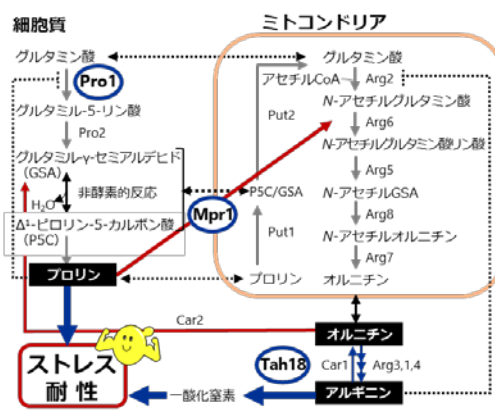 細胞質
ミトコンドリア
グルタミン酸
Pro1
グルタミル-5-リン酸
Pro2
グルタミル-γ-セミアルデヒド
(GSA)
H₂O
非酵素的反応
Δ¹-ピロリン-5-カルボン酸
(P5C)
プロリン
Mpr1
グルタミン酸
アセチルCoA
Arg2
N-アセチルグルタミン酸
Put2
Arg6
N-アセチルグルタミン酸リン酸
Arg5
P5C/GSA
N-アセチルGSA
Arg8
Put1
N-アセチルオルニチン
Arg7
プロリン
オルニチン
Car2
オルニチン
ストレス
耐性
Tah18
Car1
Arg3,1,4
一酸化窒素
アルギニン